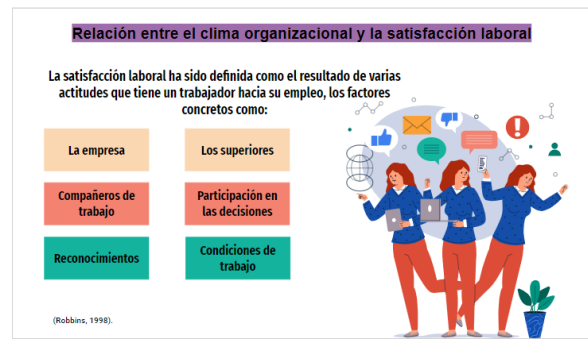 Relación entre el clima organizacional y la satisfacción laboral
La satisfacción laboral ha sido definida como el resultado de varias
actitudes que tiene un trabajador hacia su empleo, los factores
concretos como:
La empresa
Los superiores
Compañeros de
trabajo
Participación en
las decisiones
Reconocimientos
Condiciones de
trabajo
(Robbins, 1998).